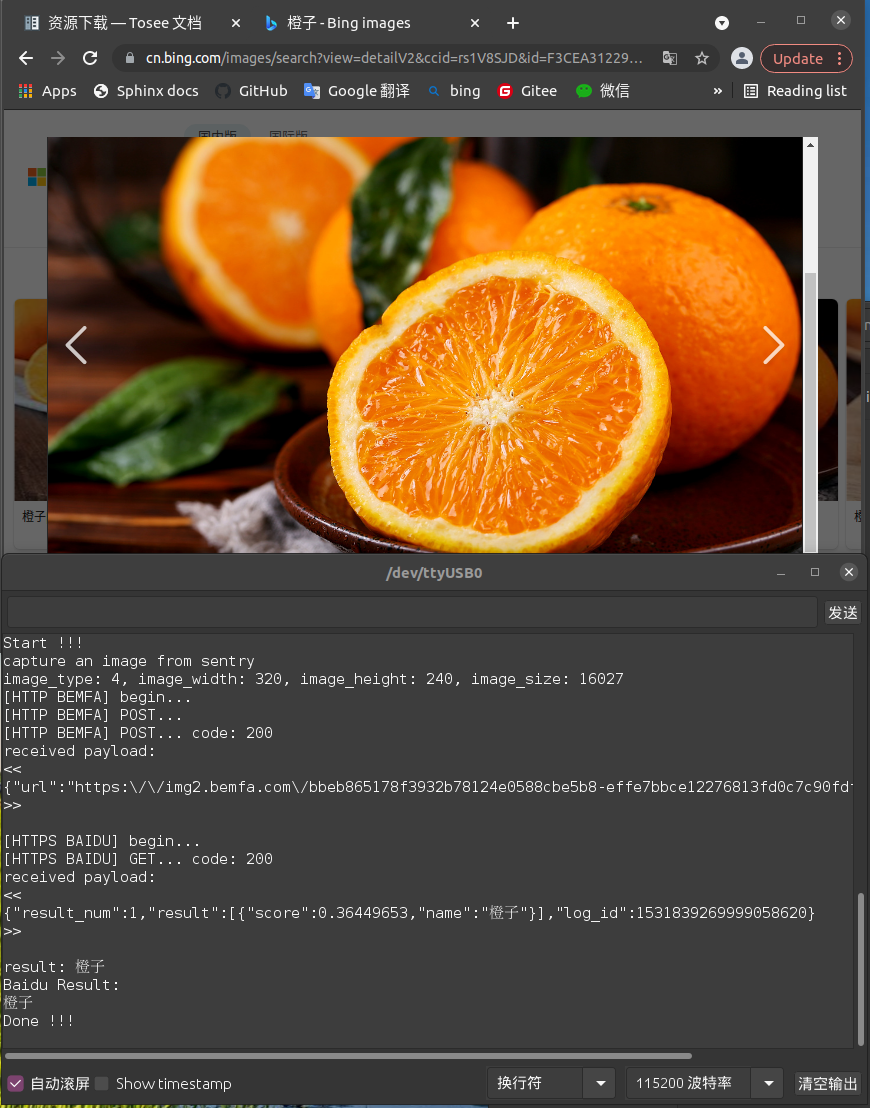 资源下载 — Tosee 文档
橙子 - Bing images
cn.bing.com/images/search?view=detailV2&ccid=rs1V8SJD&id=F3CEA31229…
Update
Apps
Sphinx docs
GitHub
Google 翻译
bing
Gitee
微信
»
Reading list
国内版
国际版
橙子
/dev/ttyUSB0
发送
Start !!!
capture an image from sentry
image_type: 4, image_width: 320, image_height: 240, image_size: 16027
[HTTP BEMFA] begin...
[HTTP BEMFA] POST...
[HTTP BEMFA] POST... code: 200
received payload:
<<
{"url":"https:\/\/img2.bemfa.com\/bbeb865178f3932b78124e0588cbe5b8-effe7bbce12276813fd0c7c90fdf
>>
[HTTPS BAIDU] begin...
[HTTPS BAIDU] GET... code: 200
received payload:
<<
{"result_num":1,"result":[{"score":0.36449653,"name":"橙子"}],"log_id":1531839269999058620}
>>
result: 橙子
Baidu Result:
橙子
Done !!!
自动滚屏
Show timestamp
换行符
115200 波特率
清空输出